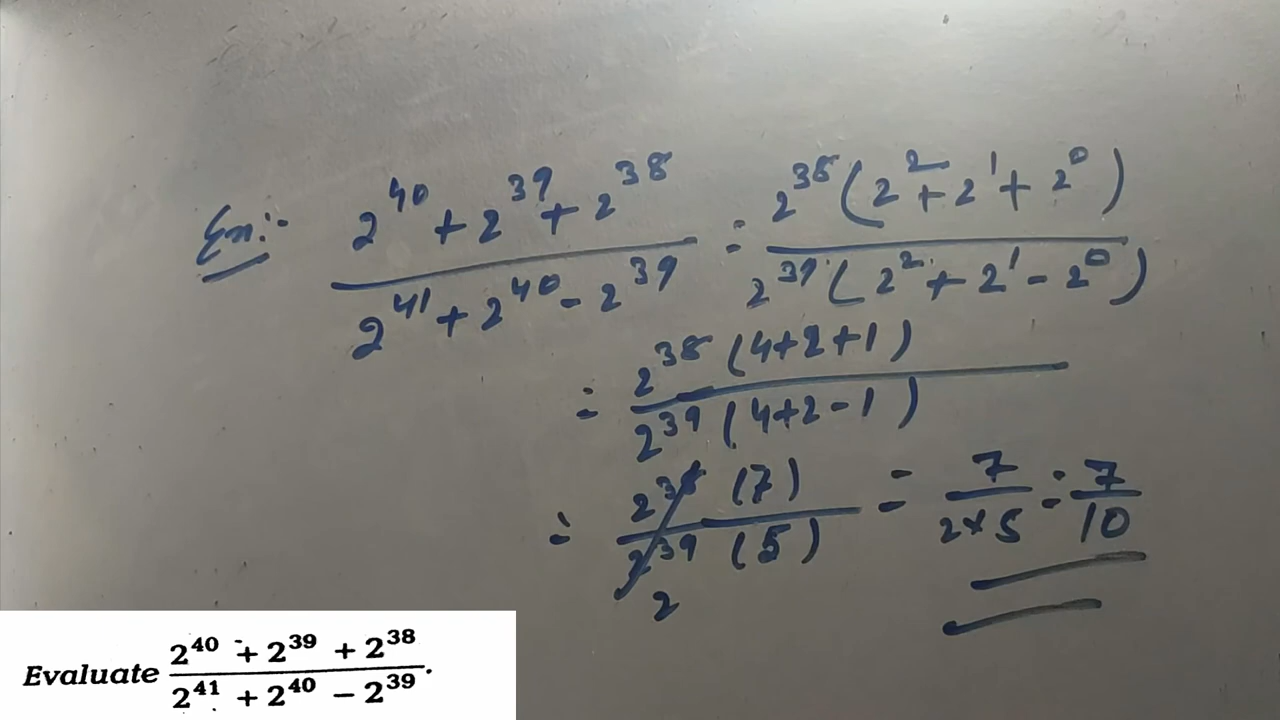 Ex:- (2^40 + 2^39 + 2^38) / (2^41 + 2^40 - 2^39) = 2^38 (2^2 + 2^1 + 2^0) / 2^39 (2^2 + 2^1 - 2^0)
= 2^38 (4+2+1) / 2^39 (4+2-1)
= 2^38 (7) / 2^39 (5) = 7 / 2×5 = 7/10
2
Evaluate (2^40 + 2^39 + 2^38) / (2^41 + 2^40 - 2^39).